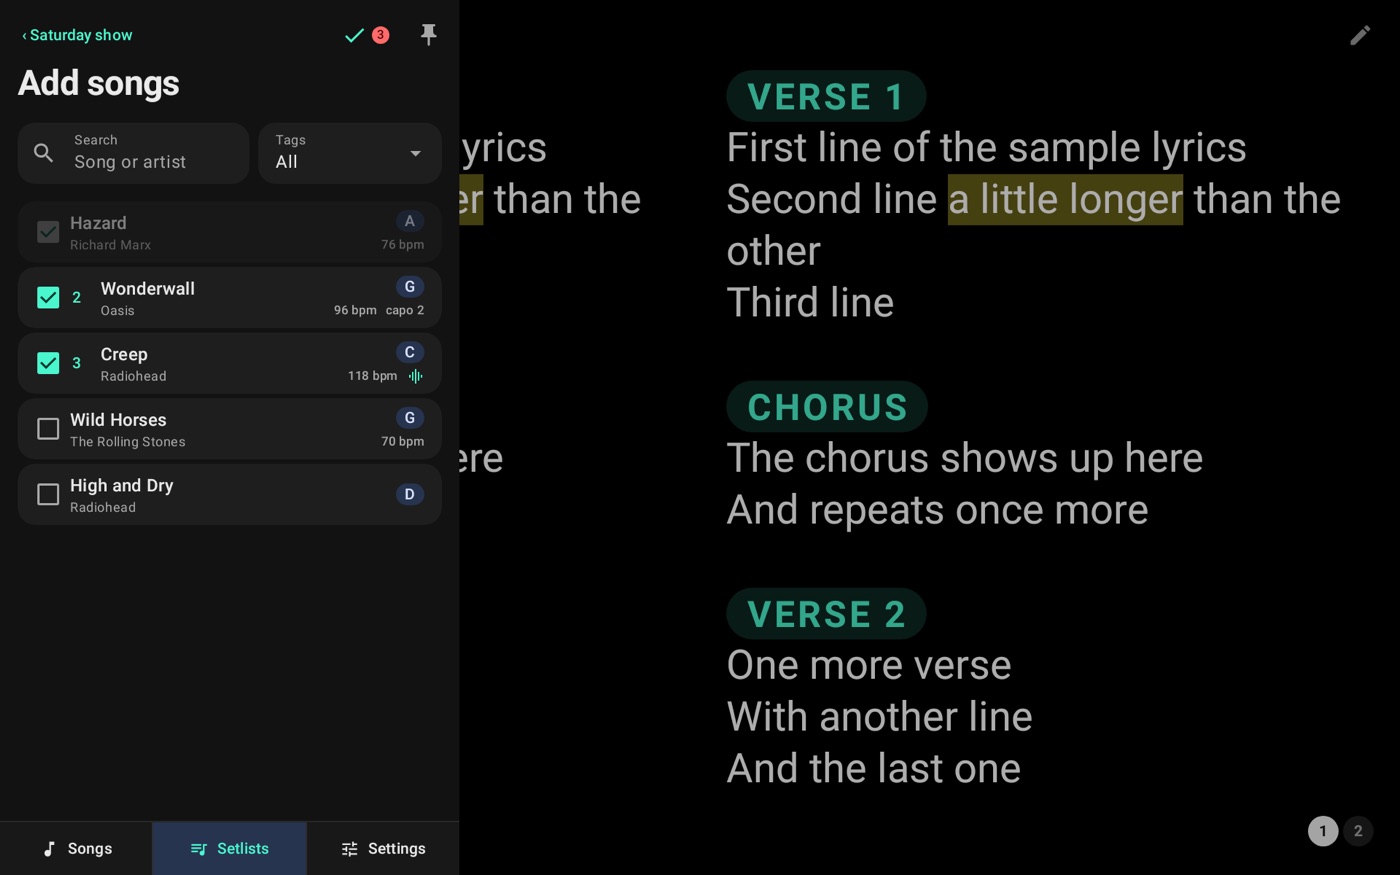 ‹ Saturday show
3
Add songs
Search
Song or artist
Tags
All
Hazard
A
Richard Marx
76 bpm
2
Wonderwall
G
Oasis
96 bpm capo 2
3
Creep
C
Radiohead
118 bpm
Wild Horses
G
The Rolling Stones
70 bpm
High and Dry
D
Radiohead
Songs
Setlists
Settings
yrics
er than the
ere
VERSE 1
First line of the sample lyrics
Second line a little longer than the
other
Third line
CHORUS
The chorus shows up here
And repeats once more
VERSE 2
One more verse
With another line
And the last one
1 2